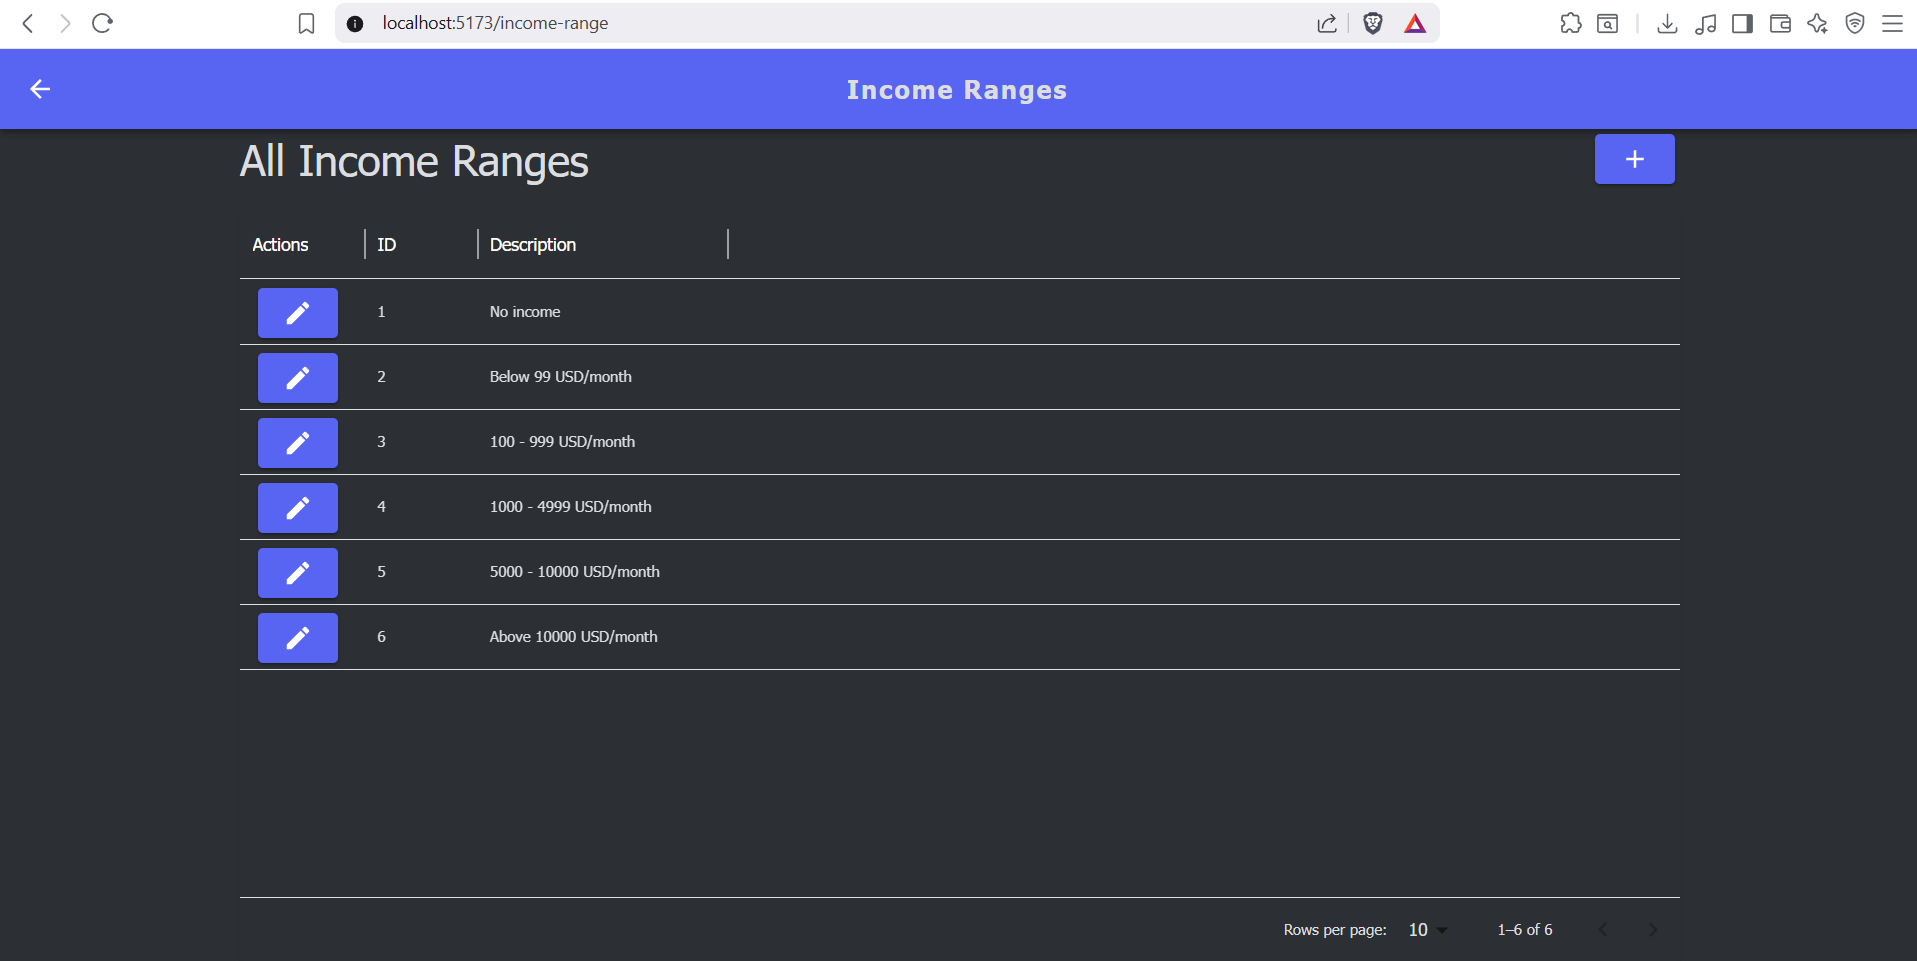 localhost:5173/income-range
Income Ranges
All Income Ranges
Actions ID Description
1 No income
2 Below 99 USD/month
3 100 - 999 USD/month
4 1000 - 4999 USD/month
5 5000 - 10000 USD/month
6 Above 10000 USD/month
Rows per page: 10 1–6 of 6